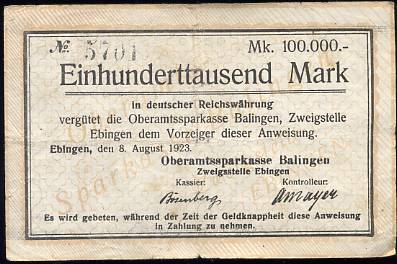 No. 5701 Mk. 100.000.-
Einhunderttausend Mark
in deutscher Reichswährung
vergütet die Oberamtssparkasse Balingen, Zweigstelle
Ebingen dem Vorzeiger dieser Anweisung.
Ebingen, den 8. August 1923.
Oberamtssparkasse Balingen
Zweigsstelle Ebingen
Kassier: Kontrolleur:
Es wird gebeten, während der Zeit der Geldknappheit diese Anweisung
in Zahlung zu nehmen.